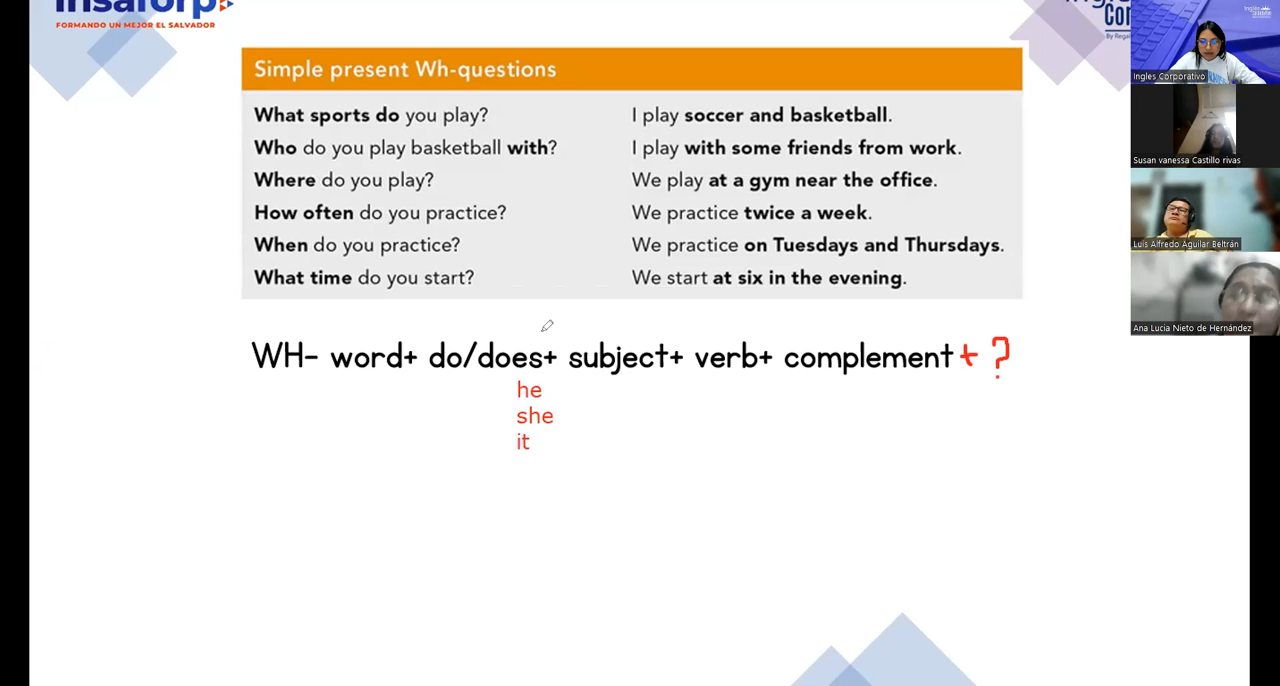 insaforp
FORMANDO UN MEJOR EL SALVADOR
Simple present Wh-questions
What sports do you play? I play soccer and basketball.
Who do you play basketball with? I play with some friends from work.
Where do you play? We play at a gym near the office.
How often do you practice? We practice twice a week.
When do you practice? We practice on Tuesdays and Thursdays.
What time do you start? We start at six in the evening.
WH- word+ do/does+ subject+ verb+ complement + ?
he
she
it
Ingles Corporativo
Susan vanessa Castillo rivas
Luis Alfredo Aguilar Beltrán
Ana Lucia Nieto de Hernández